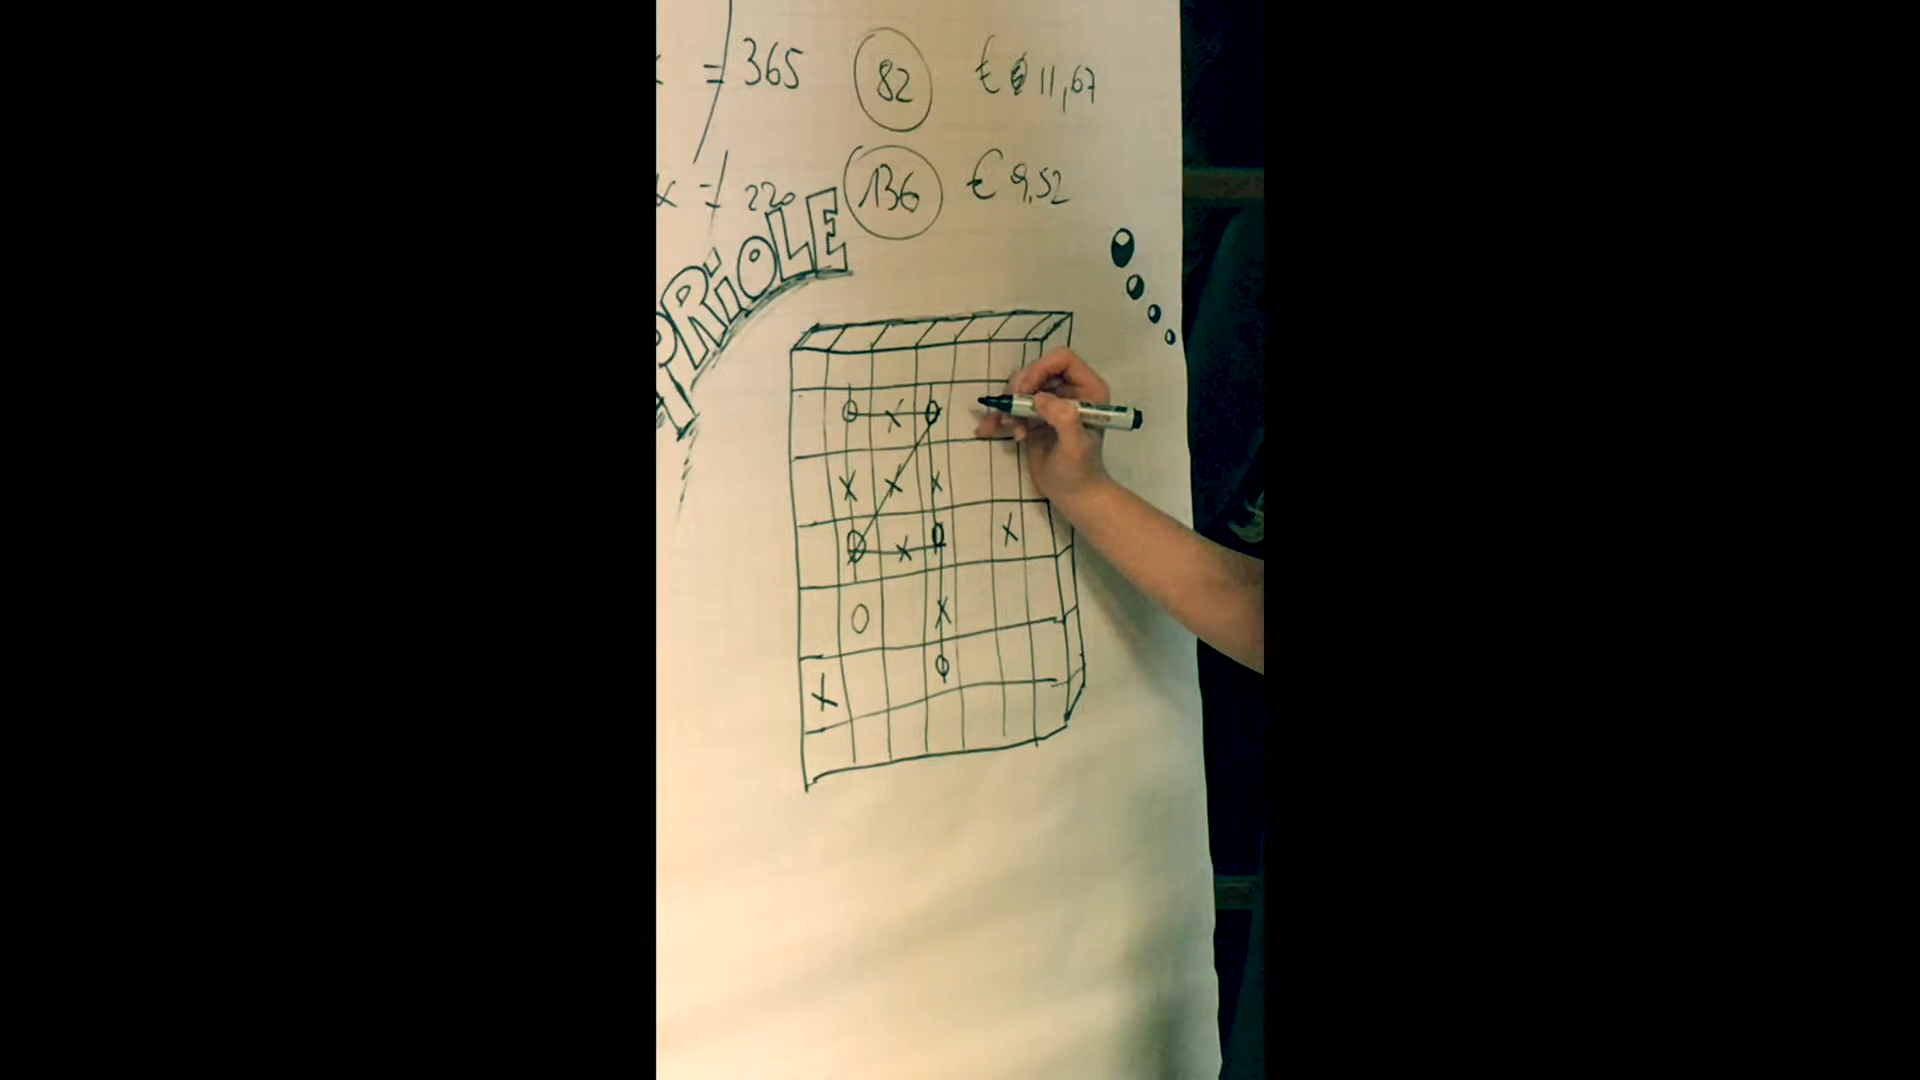 = 365 82 € 11,67
x = 220 136 € 9,52
PRiOLE
O X O
X X X
O X O X
O X
O
X